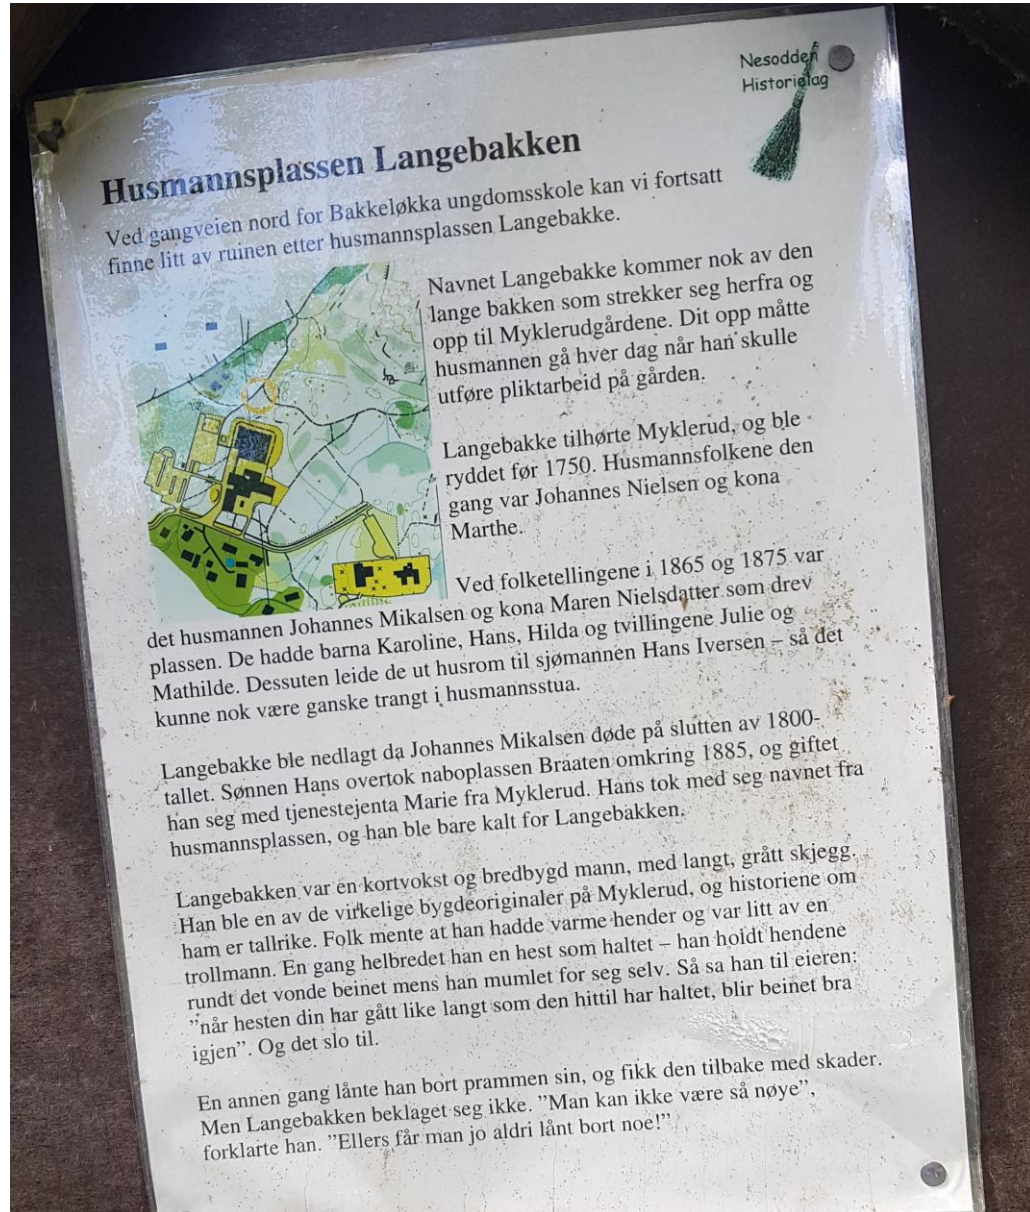 Nesodden
Historielag
Husmannsplassen Langebakken
Ved gangveien nord for Bakkeløkka ungdomsskole kan vi fortsatt
finne litt av ruinen etter husmannsplassen Langebakke.
Navnet Langebakke kommer nok av den
lange bakken som strekker seg herfra og
opp til Myklerudgårdene. Dit opp måtte
husmannen gå hver dag når han skulle
utføre pliktarbeid på gården.
Langebakke tilhørte Myklerud, og ble
ryddet før 1750. Husmannsfolkene den
gang var Johannes Nielsen og kona
Marthe.
Ved folketellingene i 1865 og 1875 var
det husmannen Johannes Mikalsen og kona Maren Nielsdatter som drev
plassen. De hadde barna Karoline, Hans, Hilda og tvillingene Julie og
Mathilde. Dessuten leide de ut husrom til sjømannen Hans Iversen – så det
kunne nok være ganske trangt i husmannsstua.
Langebakke ble nedlagt da Johannes Mikalsen døde på slutten av 1800-
tallet. Sønnen Hans overtok naboplassen Bråten omkring 1885, og giftet
han seg med tjenestejenta Marie fra Myklerud. Hans tok med seg navnet fra
husmannsplassen, og han ble bare kalt for Langebakken.
Langebakken var en kortvokst og bredbygd mann, med langt, grått skjegg.
Han ble en av de virkelige bygdeoriginaler på Myklerud, og historiene om
ham er tallrike. Folk mente at han hadde varme hender og var litt av en
trollmann. En gang helbredet han en hest som haltet – han holdt hendene
rundt det vonde beinet mens han mumlet for seg selv. Så sa han til eieren:
”når hesten din har gått like langt som den hittil har haltet, blir beinet bra
igjen”. Og det slo til.
En annen gang lånte han bort prammen sin, og fikk den tilbake med skader.
Men Langebakken beklaget seg ikke. ”Man kan ikke være så nøye”,
forklarte han. ”Ellers får man jo aldri lånt bort noe!”